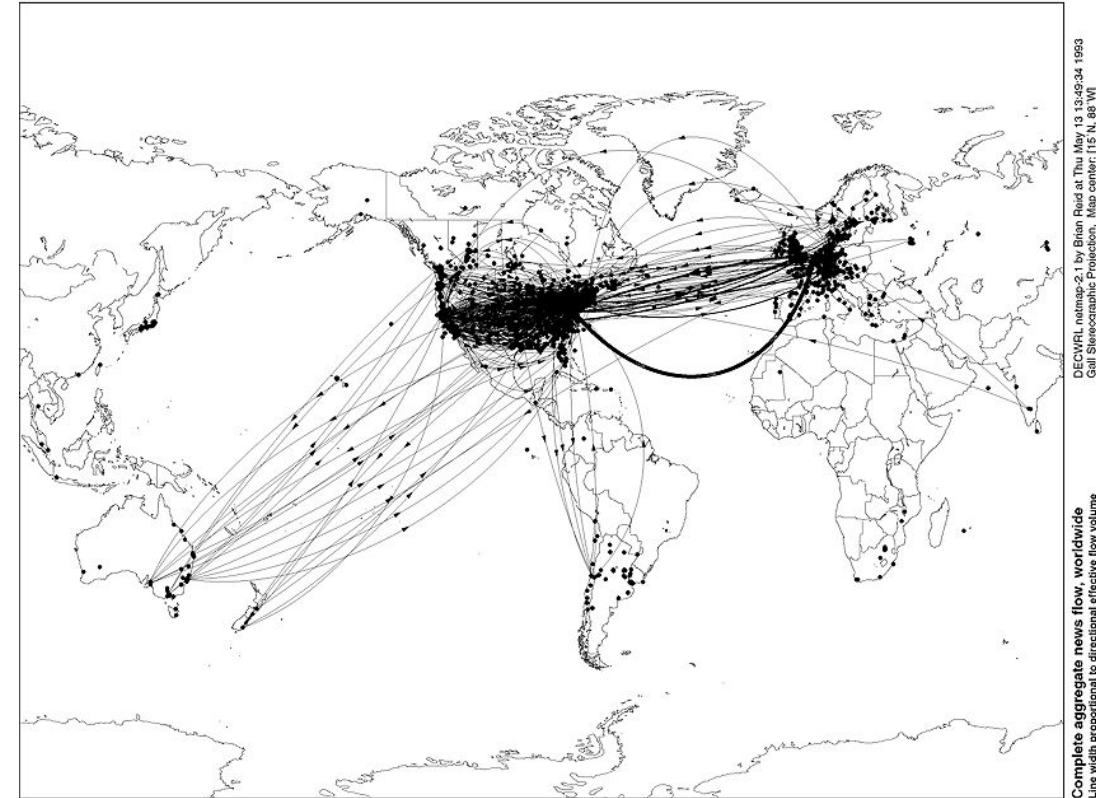 Complete aggregate news flow, worldwide
Line width proportional to directional effective flow volume
DECWRL netmap-2.1 by Brian Reid at Thu May 13 13:49:34 1993
Gall Stereographic Projection. Map center: [15°N, 88°W]